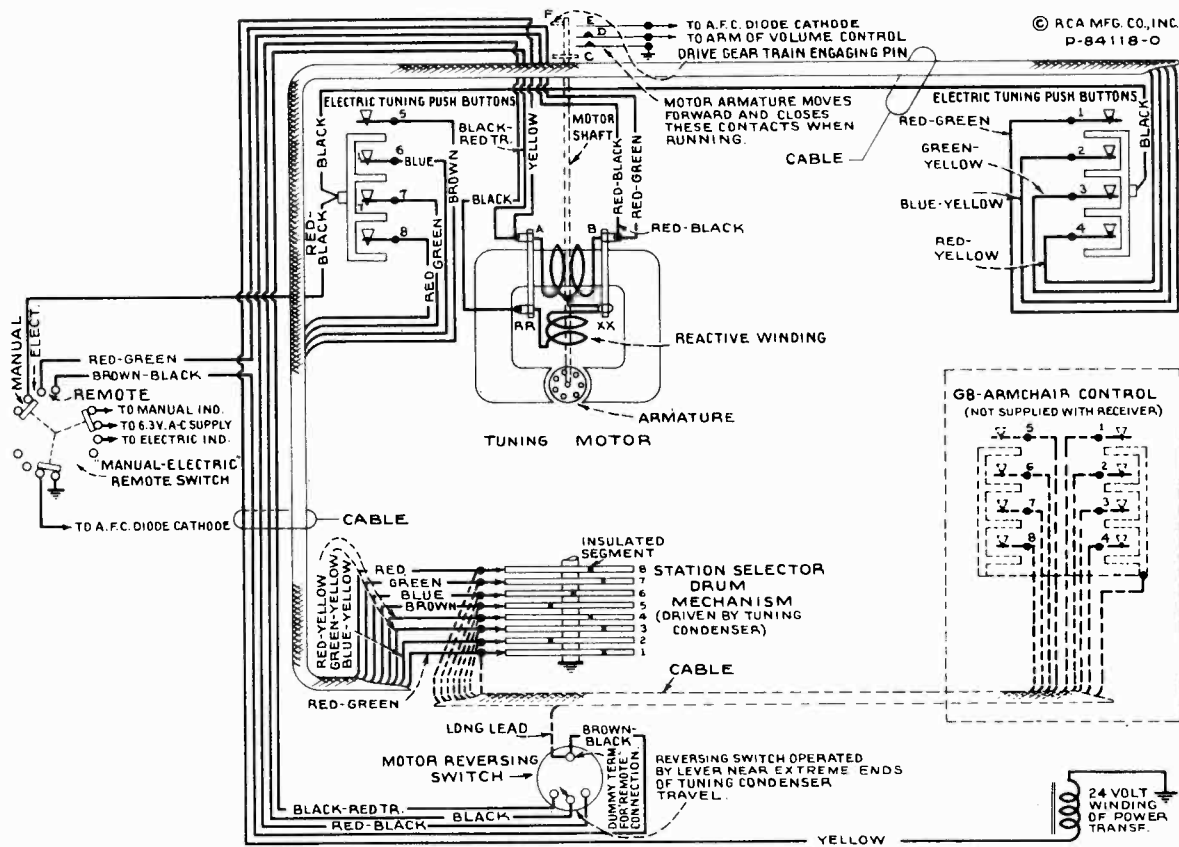 © RCA MFG. CO., INC.
P-84118-0
F
E
D
C
TO A.F.C. DIODE CATHODE
TO ARM OF VOLUME CONTROL
DRIVE GEAR TRAIN ENGAGING PIN
MOTOR ARMATURE MOVES
FORWARD AND CLOSES
THESE CONTACTS WHEN
RUNNING.
CABLE
ELECTRIC TUNING PUSH BUTTONS
5
6
7
8
BLUE
BLACK
RED-
BLACK
RED
GREEN
BROWN
BLACK-
RED TR.
YELLOW
BLACK
MOTOR
SHAFT
RED-BLACK
RED-GREEN
RED-BLACK
A
B
RR
XX
REACTIVE WINDING
ARMATURE
TUNING MOTOR
ELECTRIC TUNING PUSH BUTTONS
RED-GREEN
GREEN-
YELLOW
BLUE-YELLOW
RED-
YELLOW
BLACK
1
2
3
4
MANUAL
ELECT.
RED-GREEN
BROWN-BLACK
REMOTE
TO MANUAL IND.
TO 6.3V. A-C SUPPLY
TO ELECTRIC IND.
"MANUAL-ELECTRIC"
REMOTE SWITCH
TO A.F.C. DIODE CATHODE
CABLE
G8-ARMCHAIR CONTROL
(NOT SUPPLIED WITH RECEIVER)
5
6
7
8
1
2
3
4
INSULATED
SEGMENT
RED
GREEN
BLUE
BROWN
RED-YELLOW
GREEN-YELLOW
BLUE-YELLOW
RED-GREEN
8
7
6
5
4
3
2
1
STATION SELECTOR
DRUM
MECHANISM
(DRIVEN BY TUNING
CONDENSER)
CABLE
LONG LEAD
BROWN-
BLACK
MOTOR REVERSING
SWITCH
DUMMY TERM.
FOR "REMOTE"
CONNECTION.
REVERSING SWITCH OPERATED
BY LEVER NEAR EXTREME ENDS
OF TUNING CONDENSER
TRAVEL.
BLACK-RED TR.
BLACK
RED-BLACK
YELLOW
24 VOLT
WINDING
OF POWER
TRANSF.